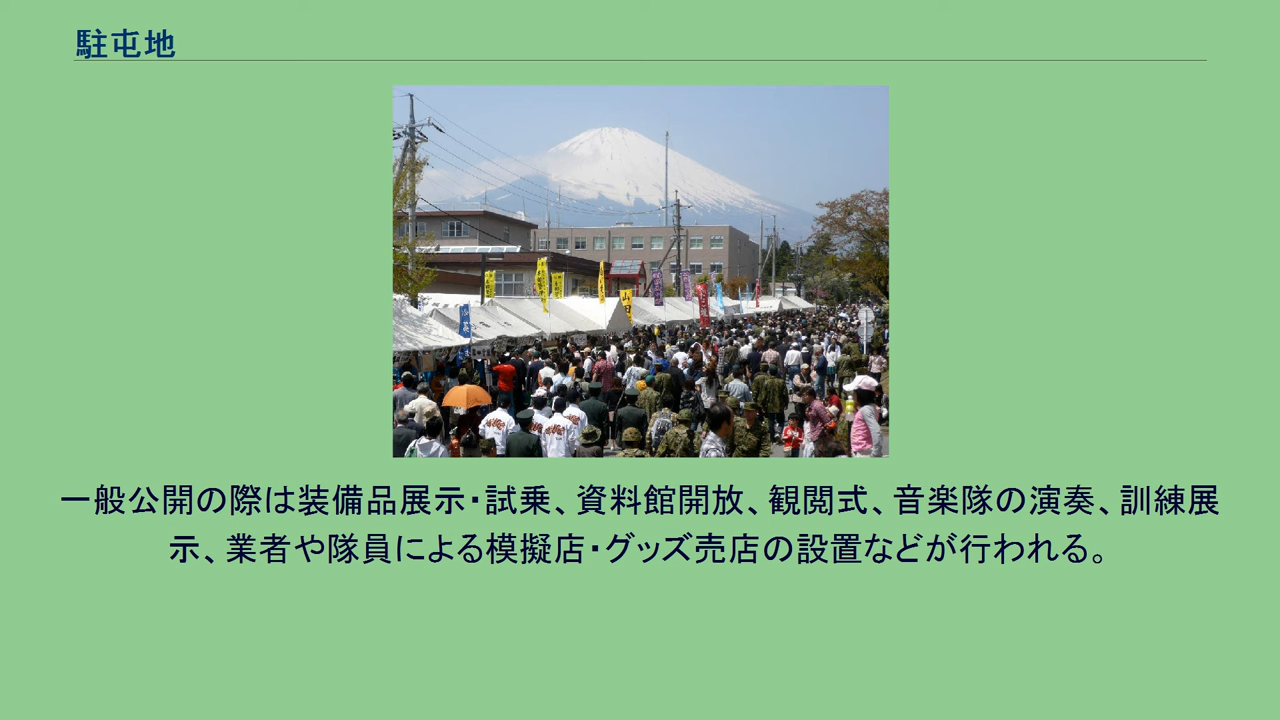 駐屯地
一般公開の際は装備品展示・試乗、資料館開放、観閲式、音楽隊の演奏、訓練展
示、業者や隊員による模擬店・グッズ売店の設置などが行われる。